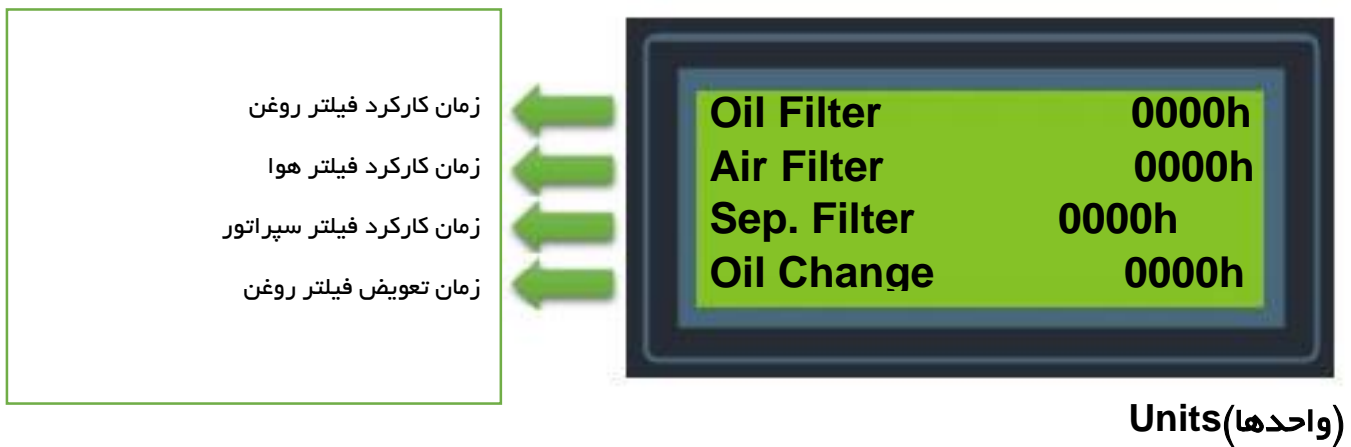 زمان کارکرد فیلتر روغن
زمان کارکرد فیلتر هوا
زمان کارکرد فیلتر سپراتور
زمان تعویض فیلتر روغن
Oil Filter 0000h
Air Filter 0000h
Sep. Filter 0000h
Oil Change 0000h
Units(واحدها)